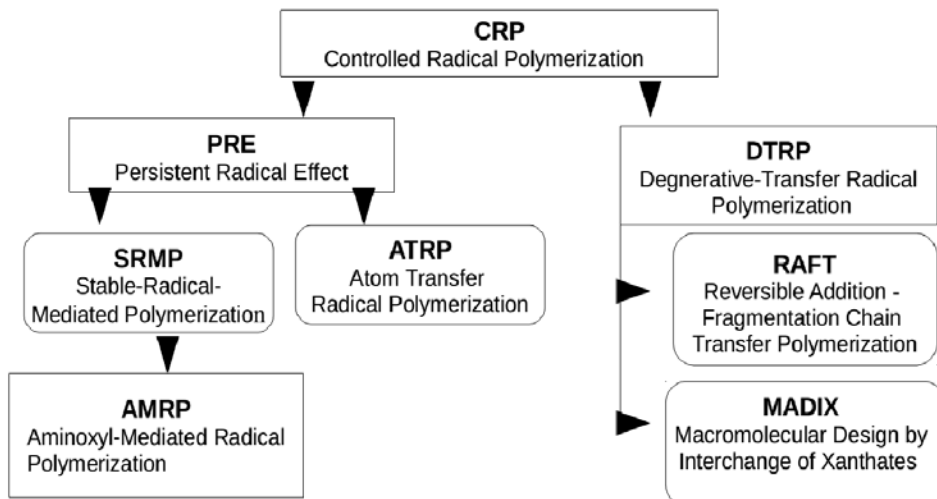 CRP
Controlled Radical Polymerization
PRE
Persistent Radical Effect
DTRP
Degnerative-Transfer Radical
Polymerization
SRMP
Stable-Radical-
Mediated Polymerization
ATRP
Atom Transfer
Radical Polymerization
RAFT
Reversible Addition -
Fragmentation Chain
Transfer Polymerization
AMRP
Aminoxyl-Mediated Radical
Polymerization
MADIX
Macromolecular Design by
Interchange of Xanthates